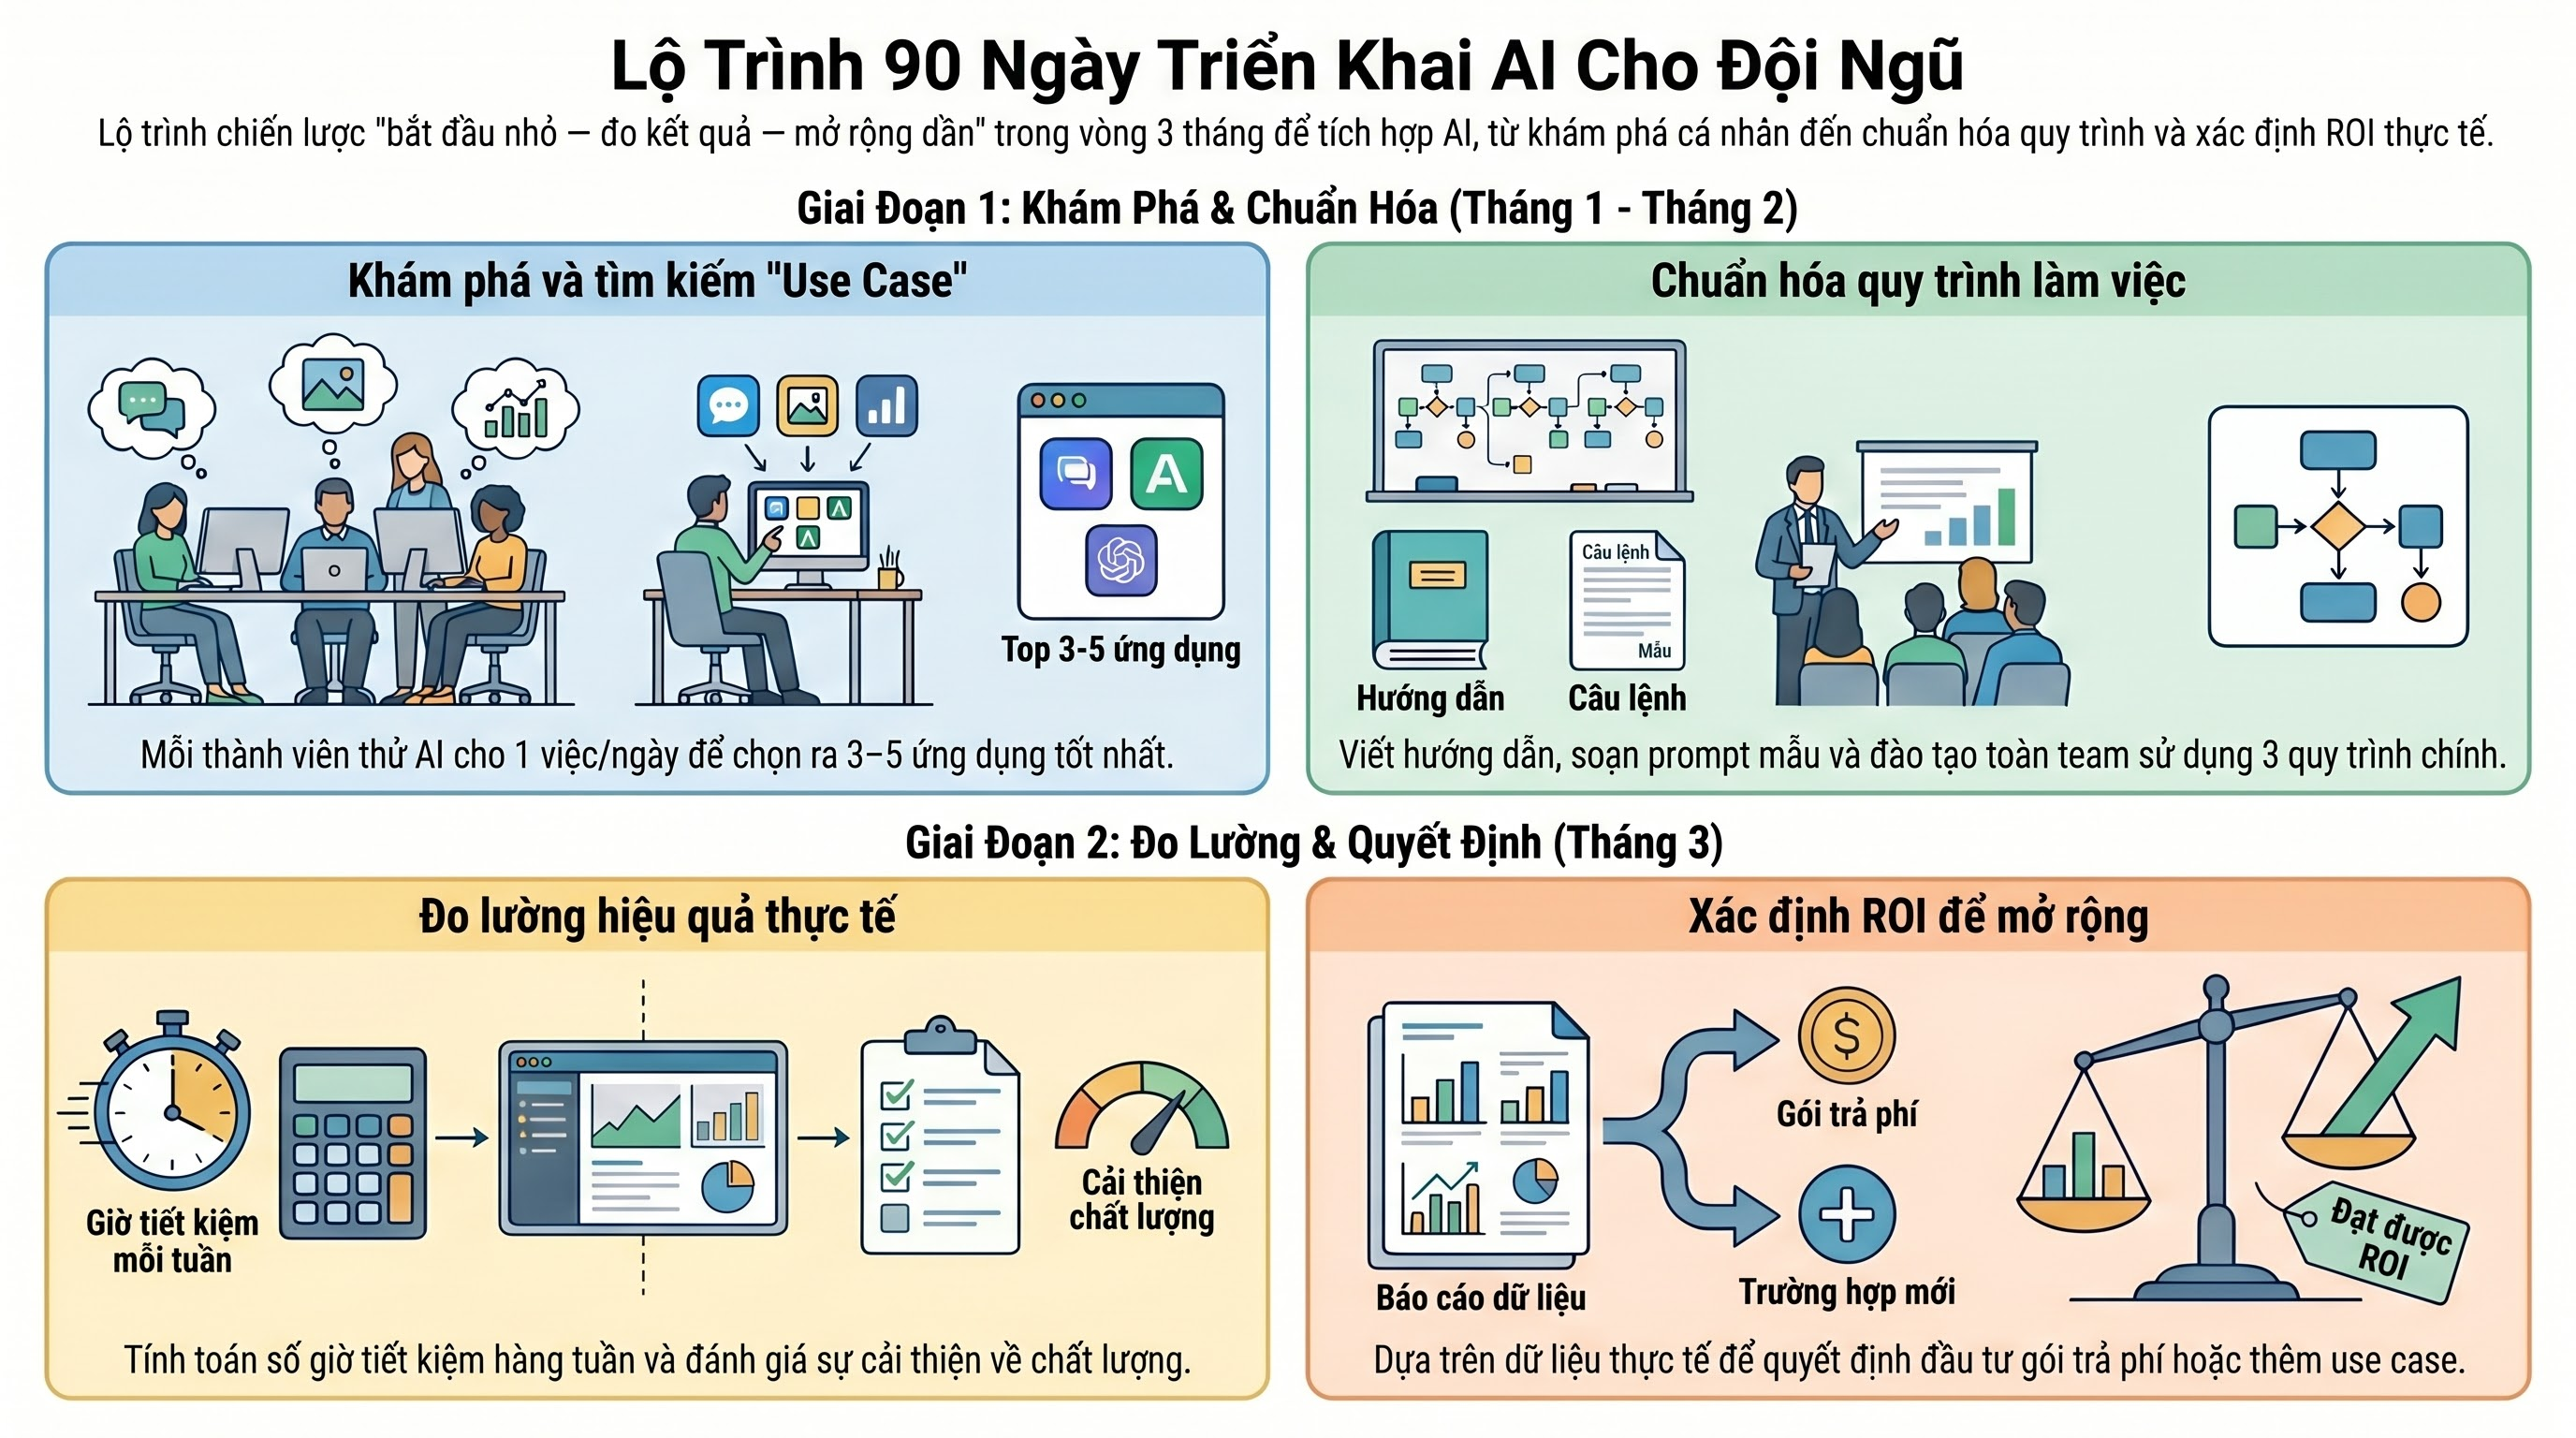 Lộ Trình 90 Ngày Triển Khai AI Cho Đội Ngũ
Lộ trình chiến lược "bắt đầu nhỏ — đo kết quả — mở rộng dần" trong vòng 3 tháng để tích hợp AI, từ khám phá cá nhân đến chuẩn hóa quy trình và xác định ROI thực tế.
Giai Đoạn 1: Khám Phá & Chuẩn Hóa (Tháng 1 - Tháng 2)
Khám phá và tìm kiếm "Use Case"
A
Top 3-5 ứng dụng
Mỗi thành viên thử AI cho 1 việc/ngày để chọn ra 3–5 ứng dụng tốt nhất.
Chuẩn hóa quy trình làm việc
Câu lệnh
Mẫu
Hướng dẫn
Câu lệnh
Viết hướng dẫn, soạn prompt mẫu và đào tạo toàn team sử dụng 3 quy trình chính.
Giai Đoạn 2: Đo Lường & Quyết Định (Tháng 3)
Đo lường hiệu quả thực tế
Giờ tiết kiệm
mỗi tuần
Cải thiện
chất lượng
Tính toán số giờ tiết kiệm hàng tuần và đánh giá sự cải thiện về chất lượng.
Xác định ROI để mở rộng
$
Gói trả phí
Báo cáo dữ liệu
Trường hợp mới
Đạt được
ROI
Dựa trên dữ liệu thực tế để quyết định đầu tư gói trả phí hoặc thêm use case.